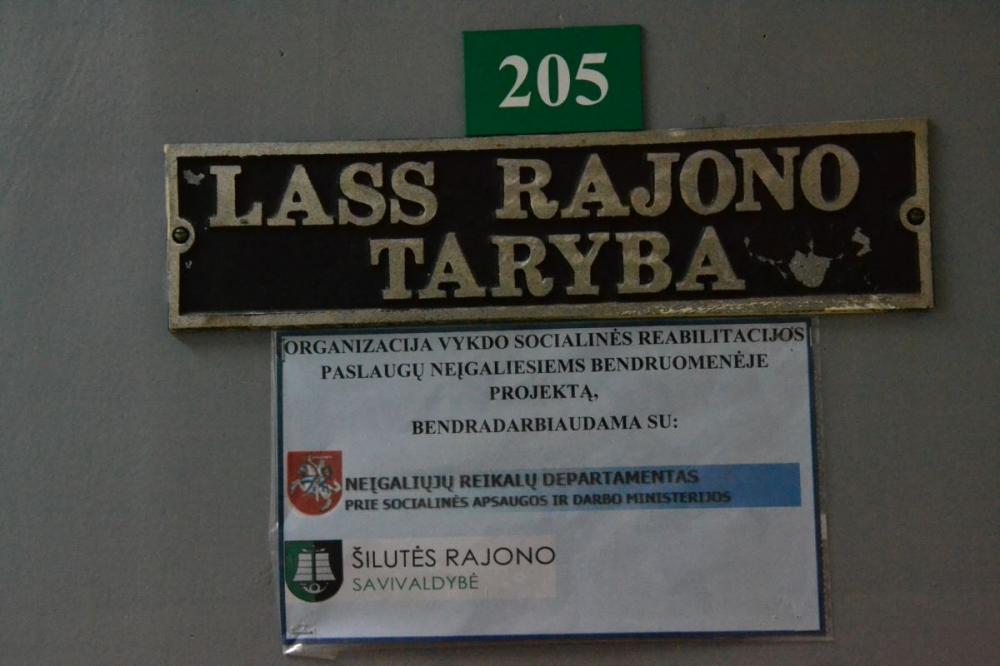 205
LASS RAJONO
TARYBA
ORGANIZACIJA VYKDO SOCIALINĖS REABILITACIJOS
PASLAUGŲ NEĮGALIESIEMS BENDRUOMENĖJE
PROJEKTĄ,
BENDRADARBIAUDAMA SU:
NEĮGALIŲJŲ REIKALŲ DEPARTAMENTAS
PRIE SOCIALINĖS APSAUGOS IR DARBO MINISTERIJOS
ŠILUTĖS RAJONO
SAVIVALDYBĖ